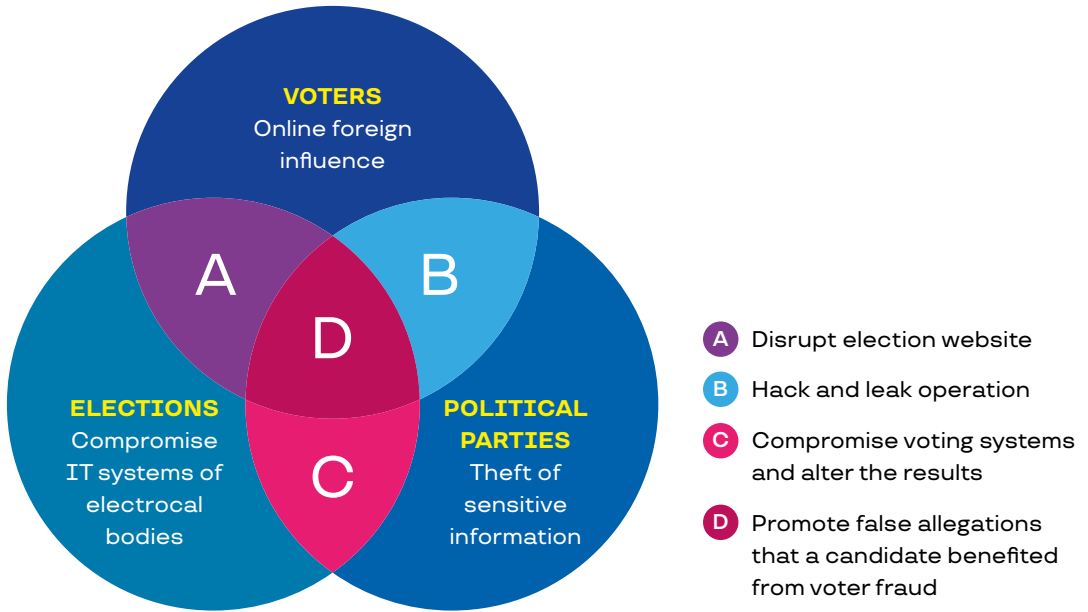 VOTERS
Online foreign
influence
A
B
D
ELECTIONS
Compromise
IT systems of
electrocal
bodies
POLITICAL
PARTIES
Theft of
sensitive
information
C
A Disrupt election website
B Hack and leak operation
C Compromise voting systems
and alter the results
D Promote false allegations
that a candidate benefited
from voter fraud